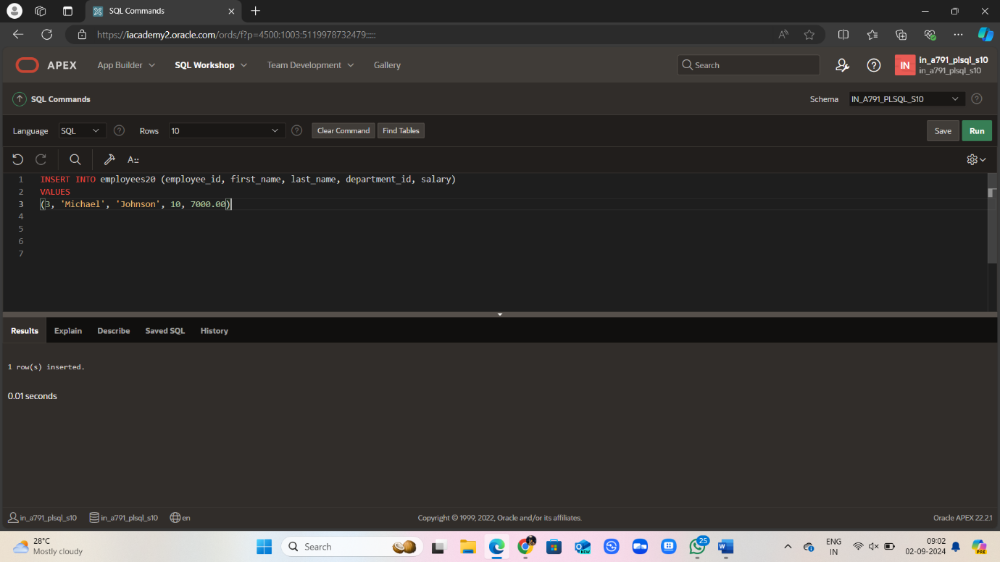 SQL Commands
https://iacademy2.oracle.com/ords/f?p=4500:1003:5119978732479:::::
APEX App Builder SQL Workshop Team Development Gallery Search IN in_a791_plsql_s10
in_a791_plsql_s10
SQL Commands Schema IN_A791_PLSQL_S10
Language SQL Rows 10 Clear Command Find Tables Save Run
A::
1 INSERT INTO employees20 (employee_id, first_name, last_name, department_id, salary)
2 VALUES
3 (3, 'Michael', 'Johnson', 10, 7000.00)
4
5
6
7
Results Explain Describe Saved SQL History
1 row(s) inserted.
0.01 seconds
in_a791_plsql_s10 in_a791_plsql_s10 en Copyright © 1999, 2022, Oracle and/or its affiliates. Oracle APEX 22.2.1
28°C
Mostly cloudy
Search NEW 25 W
ENG
IN
09:02
02-09-2024
PRE